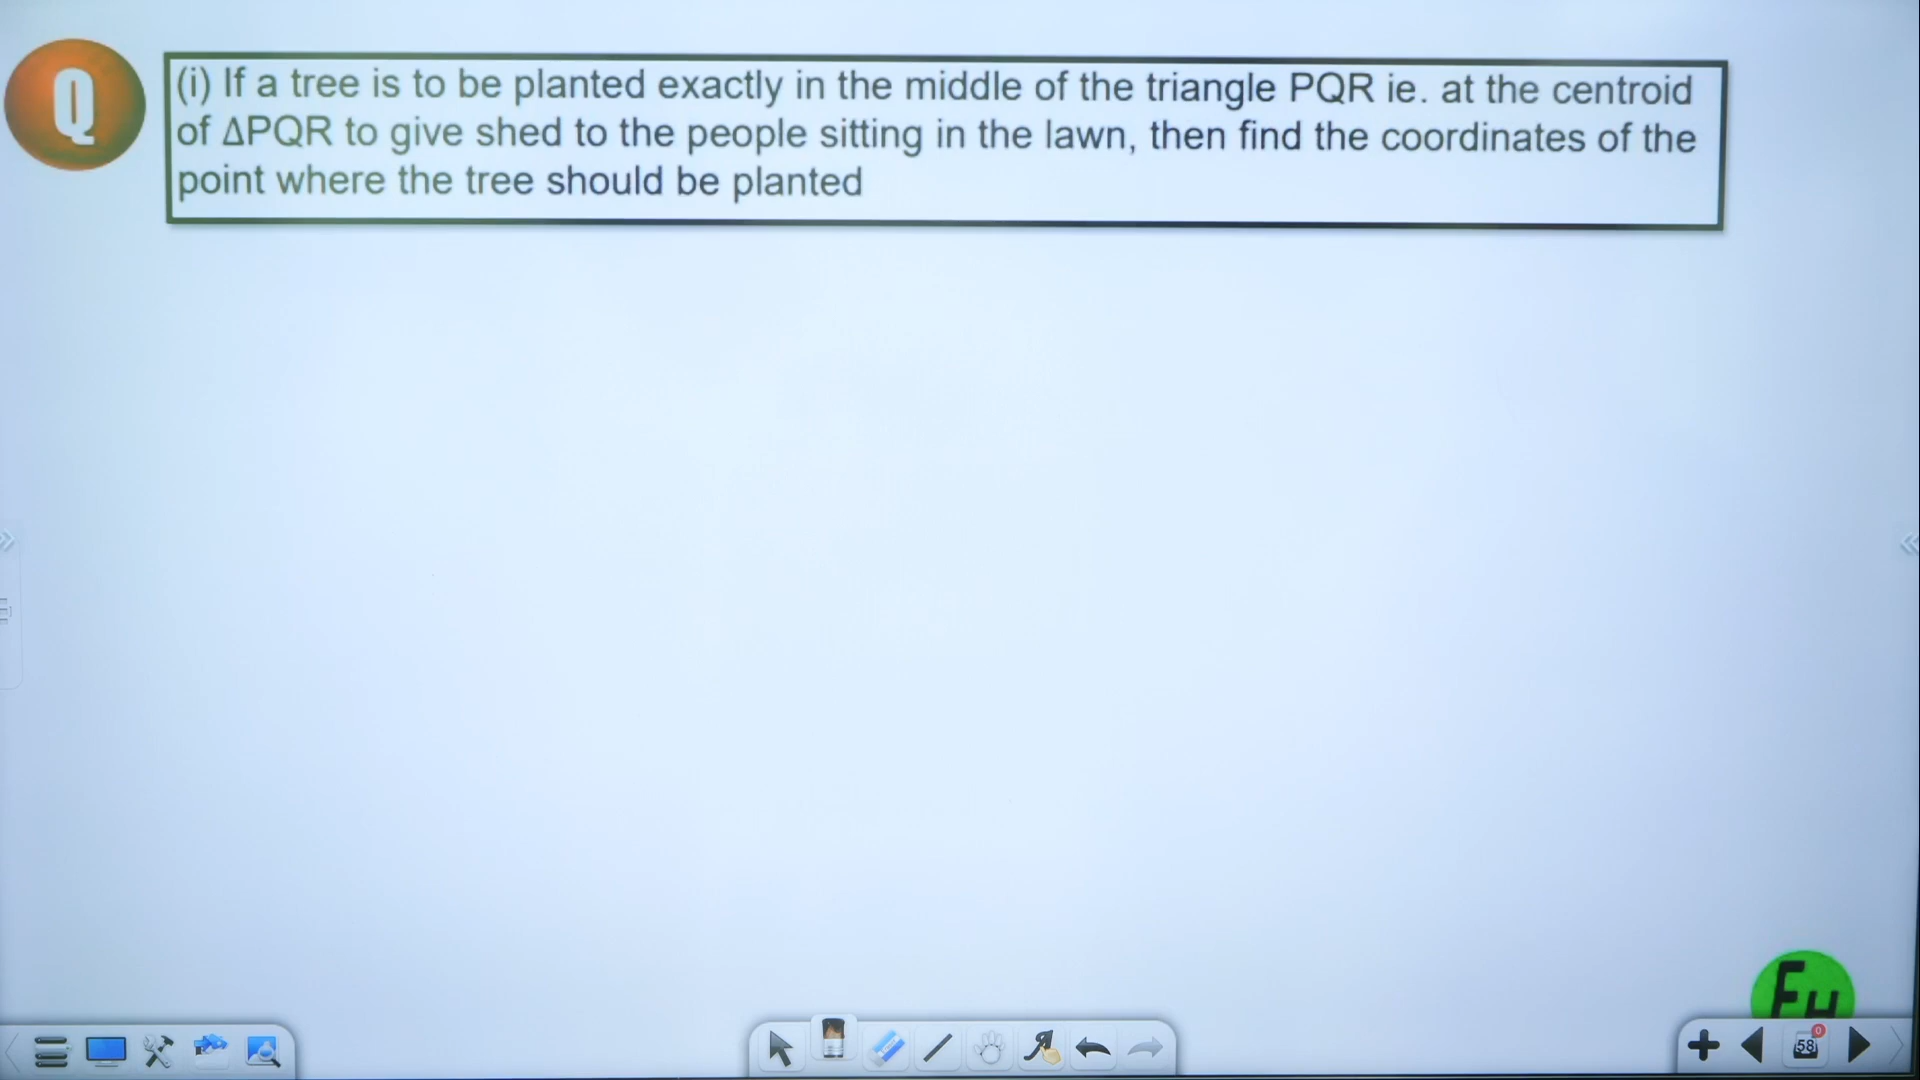 Q
(i) If a tree is to be planted exactly in the middle of the triangle PQR ie. at the centroid
of ΔPQR to give shed to the people sitting in the lawn, then find the coordinates of the
point where the tree should be planted
58
0